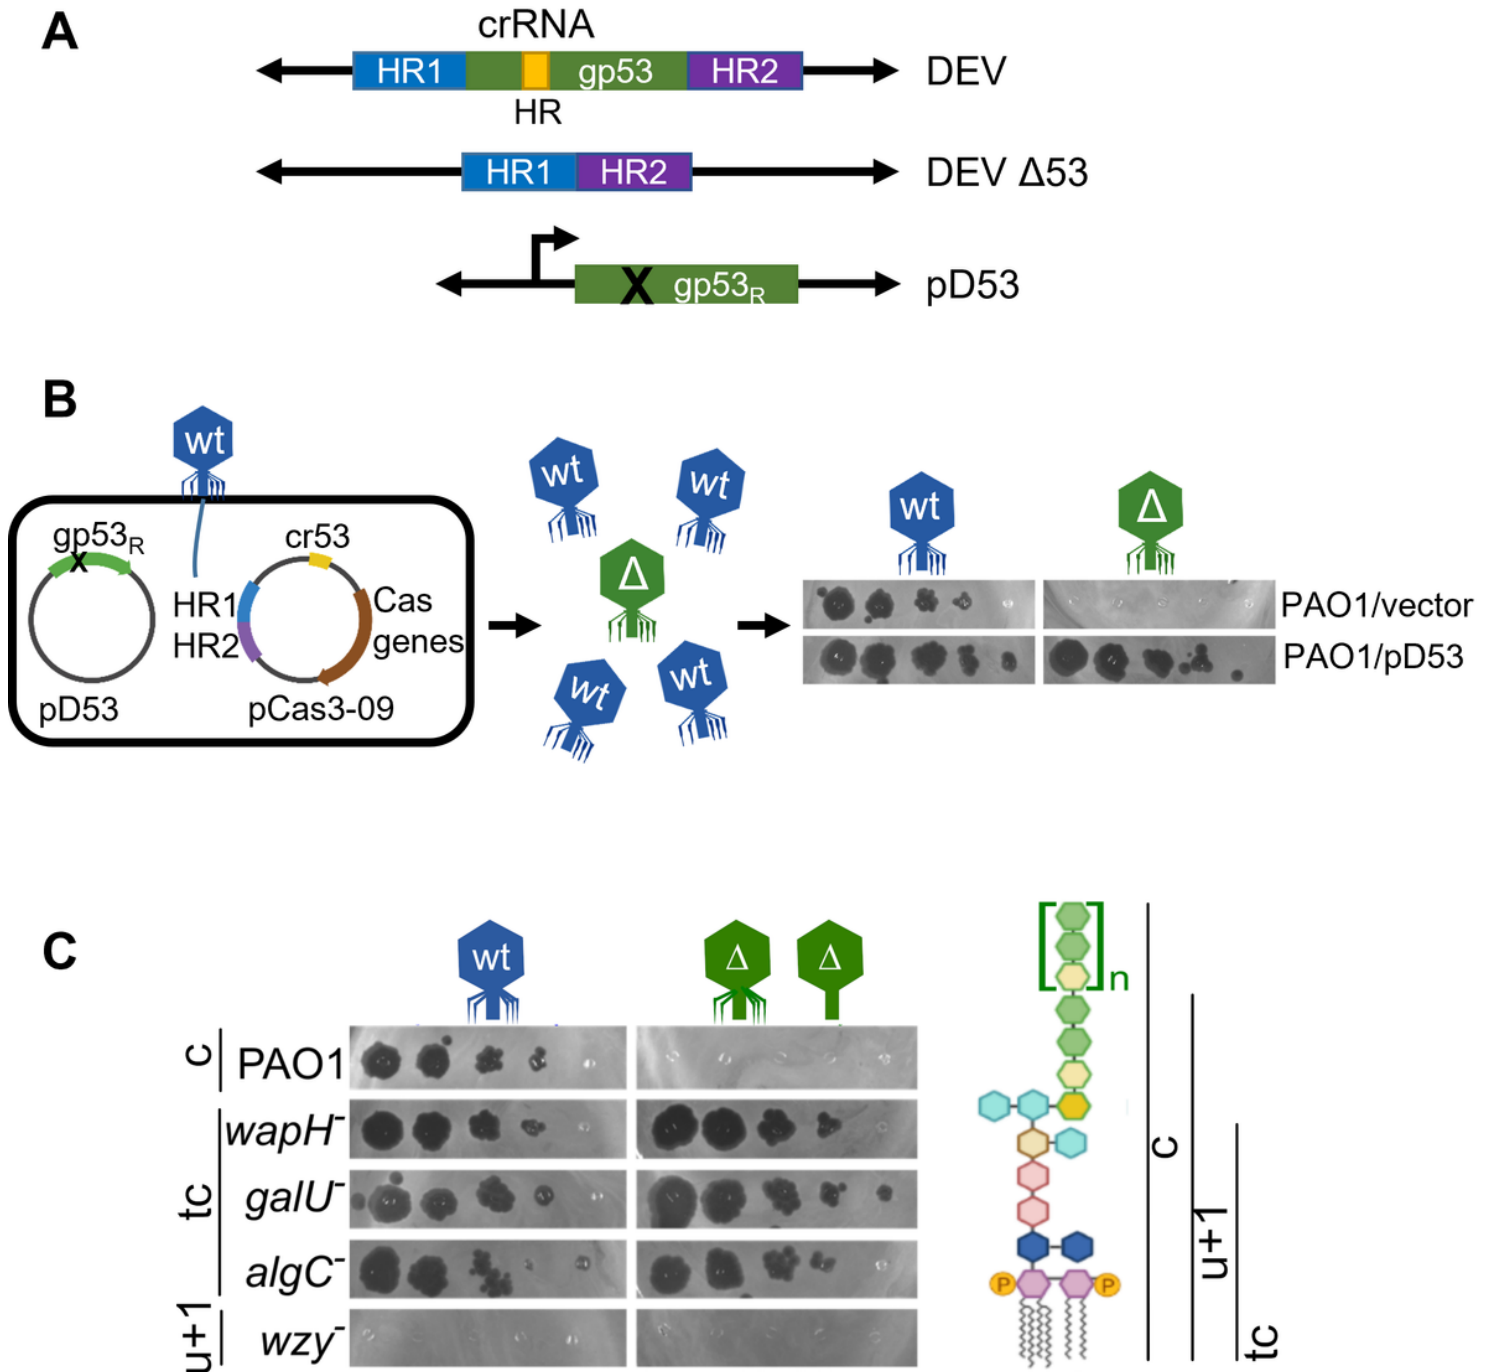 A
crRNA
HR1 gp53 HR2 DEV
HR
HR1 HR2 DEV Δ53
X gp53R pD53
B
wt
wt wt
wt Δ
gp53R cr53
X
Δ
HR1 Cas
HR2 genes
PAO1/vector
PAO1/pD53
wt wt
pD53 pCas3-09
C
wt Δ Δ
n
c PAO1
wapH-
tc galU-
algC-
u+1 wzy-
P P
c
u+1
tc